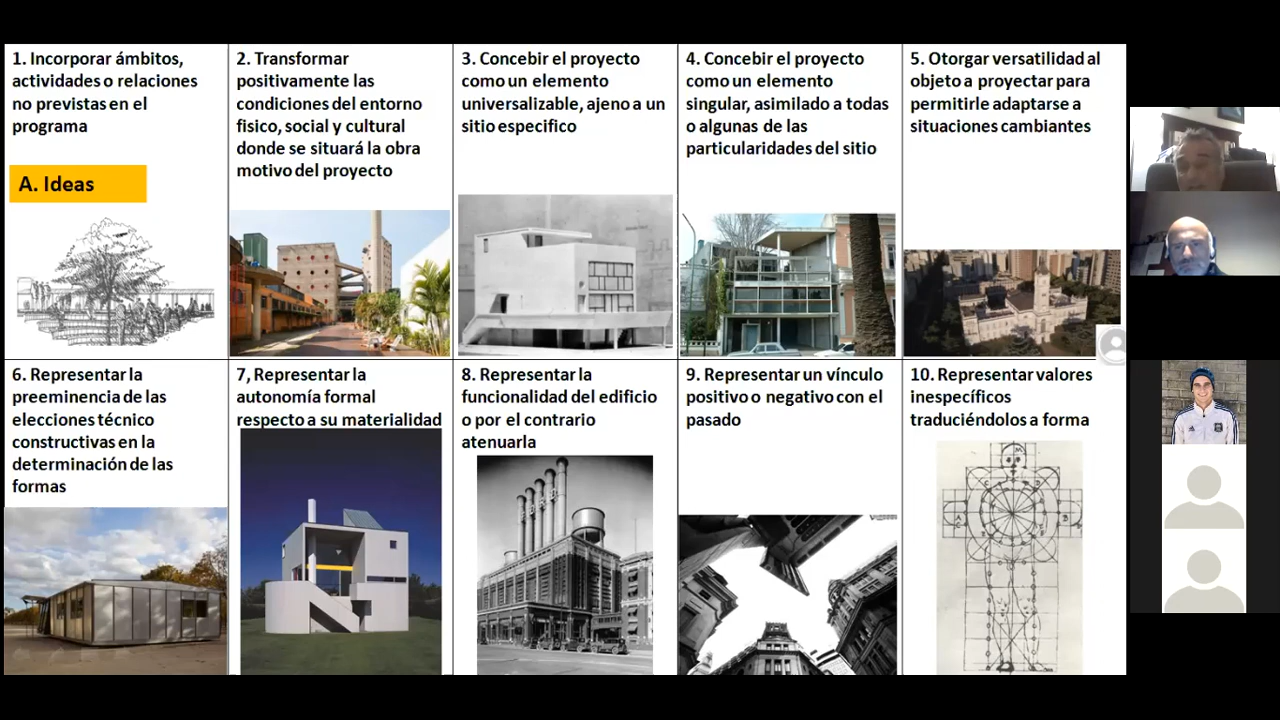 1. Incorporar ámbitos,
actividades o relaciones
no previstas en el
programa
A. Ideas
2. Transformar
positivamente las
condiciones del entorno
fisico, social y cultural
donde se situará la obra
motivo del proyecto
3. Concebir el proyecto
como un elemento
universalizable, ajeno a un
sitio especifico
4. Concebir el proyecto
como un elemento
singular, asimilado a todas
o algunas de las
particularidades del sitio
5. Otorgar versatilidad al
objeto a proyectar para
permitirle adaptarse a
situaciones cambiantes
6. Representar la
preeminencia de las
elecciones técnico
constructivas en la
determinación de las
formas
7, Representar la
autonomía formal
respecto a su materialidad
8. Representar la
funcionalidad del edificio
o por el contrario
atenuarla
FORD
9. Representar un vínculo
positivo o negativo con el
pasado
10. Representar valores
inespecíficos
traduciéndolos a forma